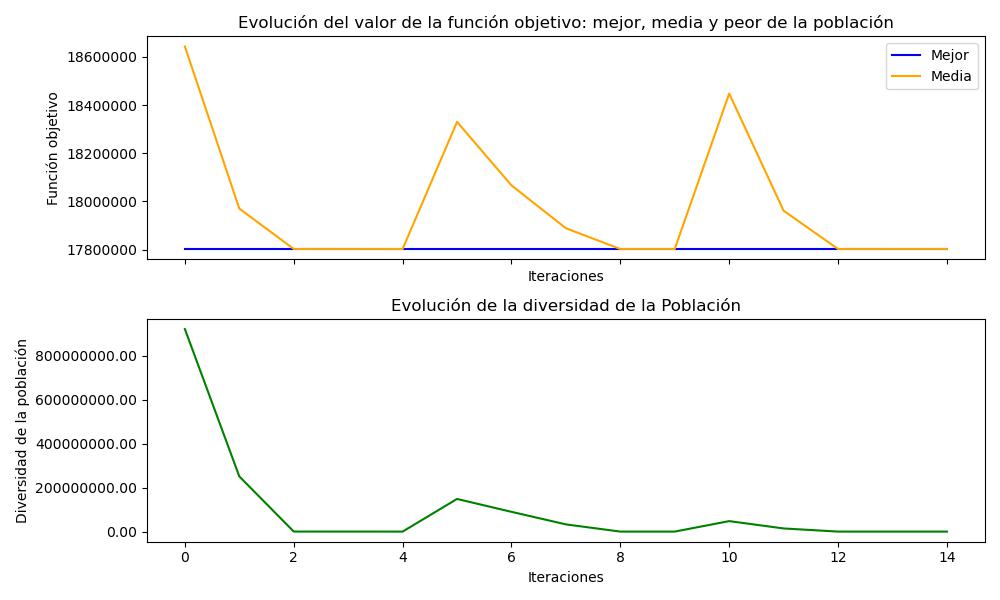 Evolución del valor de la función objetivo: mejor, media y peor de la población
Función objetivo
18600000
18400000
18200000
18000000
17800000
Mejor
Media
Iteraciones
Evolución de la diversidad de la Población
Diversidad de la población
800000000.00
600000000.00
400000000.00
200000000.00
0.00
0 2 4 6 8 10 12 14
Iteraciones